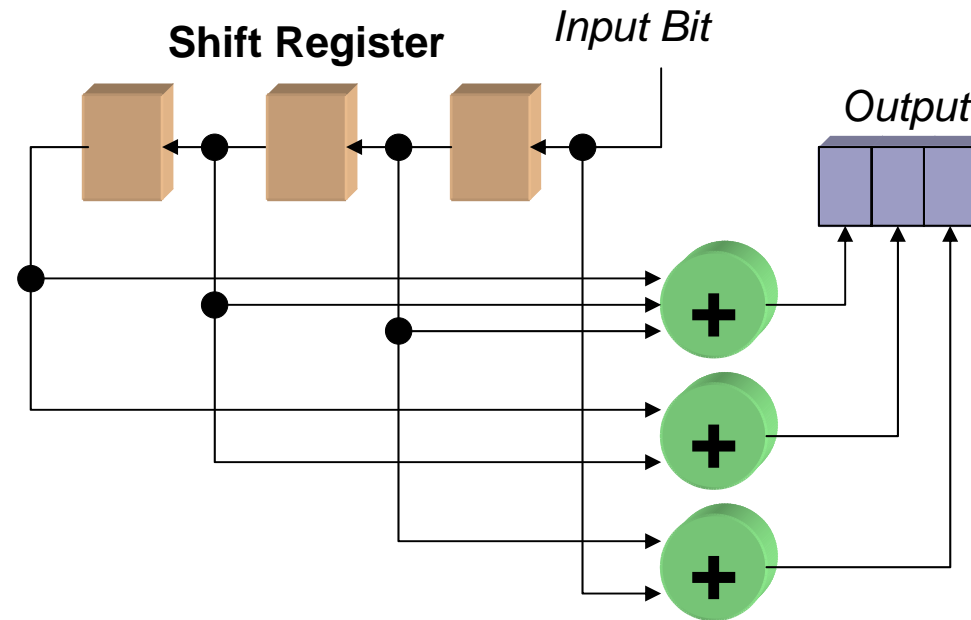 Shift Register
Input Bit
Output
+
+
+